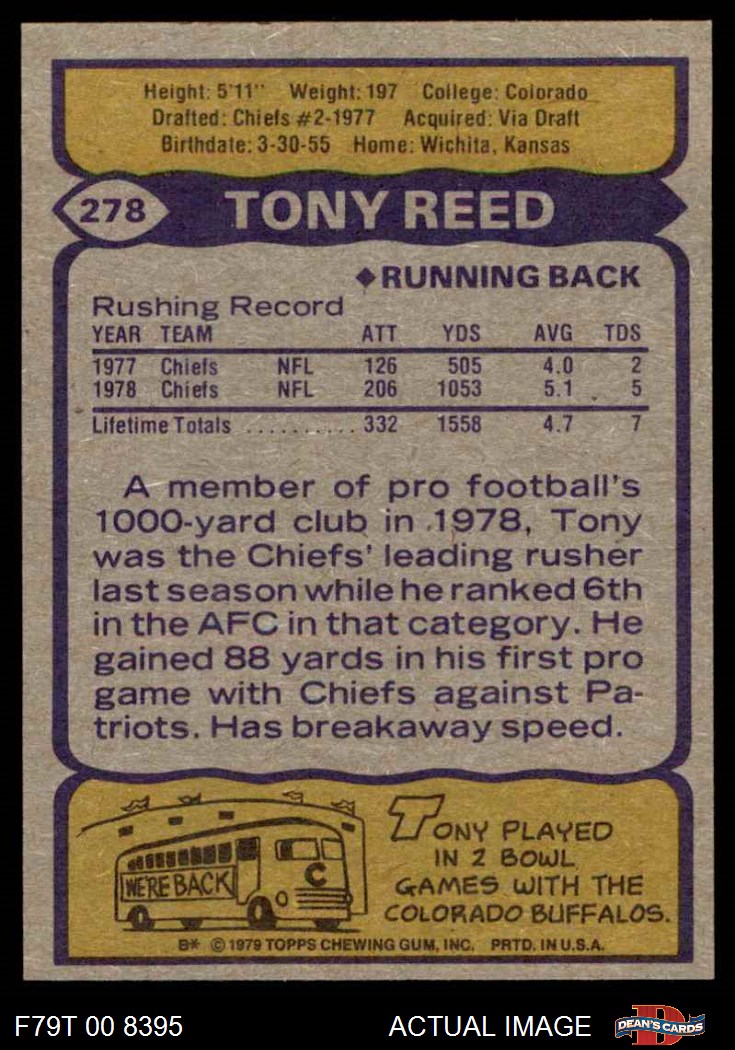 Height: 5'11" Weight: 197 College: Colorado
Drafted: Chiefs #2-1977 Acquired: Via Draft
Birthdate: 3-30-55 Home: Wichita, Kansas
278 TONY REED
◆RUNNING BACK
Rushing Record
YEAR TEAM ATT YDS AVG TDS
1977 Chiefs NFL 126 505 4.0 2
1978 Chiefs NFL 206 1053 5.1 5
Lifetime Totals .......... 332 1558 4.7 7
A member of pro football's
1000-yard club in 1978, Tony
was the Chiefs' leading rusher
last season while he ranked 6th
in the AFC in that category. He
gained 88 yards in his first pro
game with Chiefs against Pa-
triots. Has breakaway speed.
WE'RE BACK
C
TONY PLAYED
IN 2 BOWL
GAMES WITH THE
COLORADO BUFFALOS.
B* © 1979 TOPPS CHEWING GUM, INC. PRTD. IN U.S.A.
F79T 00 8395 ACTUAL IMAGE
D
DEAN'S CARDS